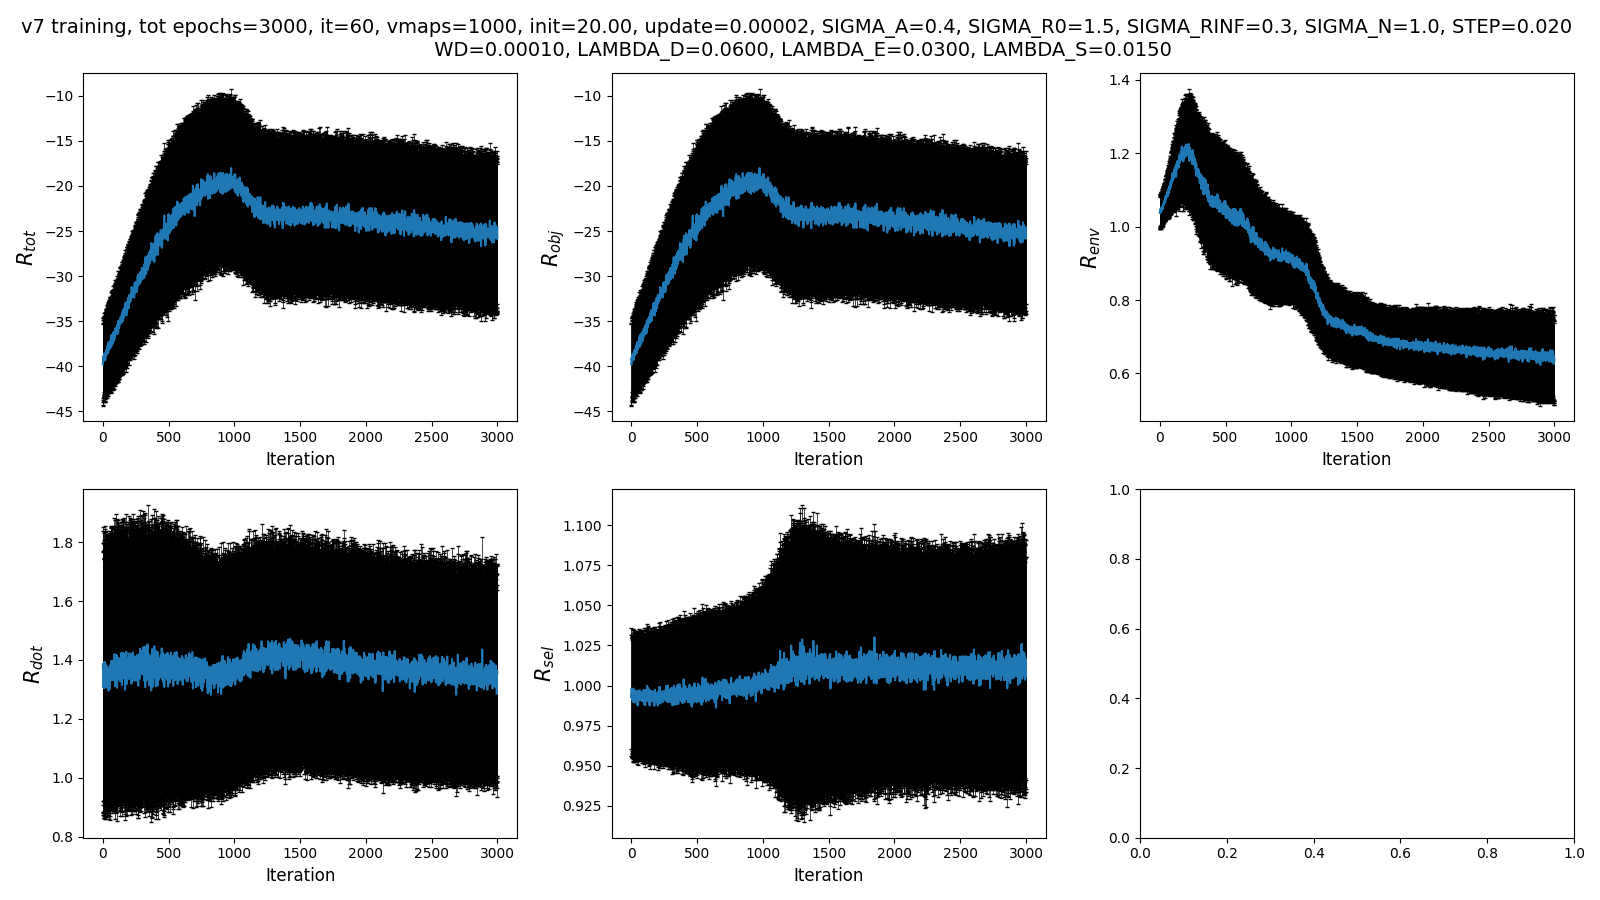 v7 training, tot epochs=3000, it=60, vmaps=1000, init=20.00, update=0.00002, SIGMA_A=0.4, SIGMA_R0=1.5, SIGMA_RINF=0.3, SIGMA_N=1.0, STEP=0.020
WD=0.00010, LAMBDA_D=0.0600, LAMBDA_E=0.0300, LAMBDA_S=0.0150
R_tot
−10
−15
−20
−25
−30
−35
−40
−45
0 500 1000 1500 2000 2500 3000
Iteration
R_obj
−10
−15
−20
−25
−30
−35
−40
−45
0 500 1000 1500 2000 2500 3000
Iteration
R_env
1.4
1.2
1.0
0.8
0.6
0 500 1000 1500 2000 2500 3000
Iteration
R_dot
1.8
1.6
1.4
1.2
1.0
0.8
0 500 1000 1500 2000 2500 3000
Iteration
R_sel
1.100
1.075
1.050
1.025
1.000
0.975
0.950
0.925
0 500 1000 1500 2000 2500 3000
Iteration
1.0
0.8
0.6
0.4
0.2
0.0
0.0 0.2 0.4 0.6 0.8 1.0